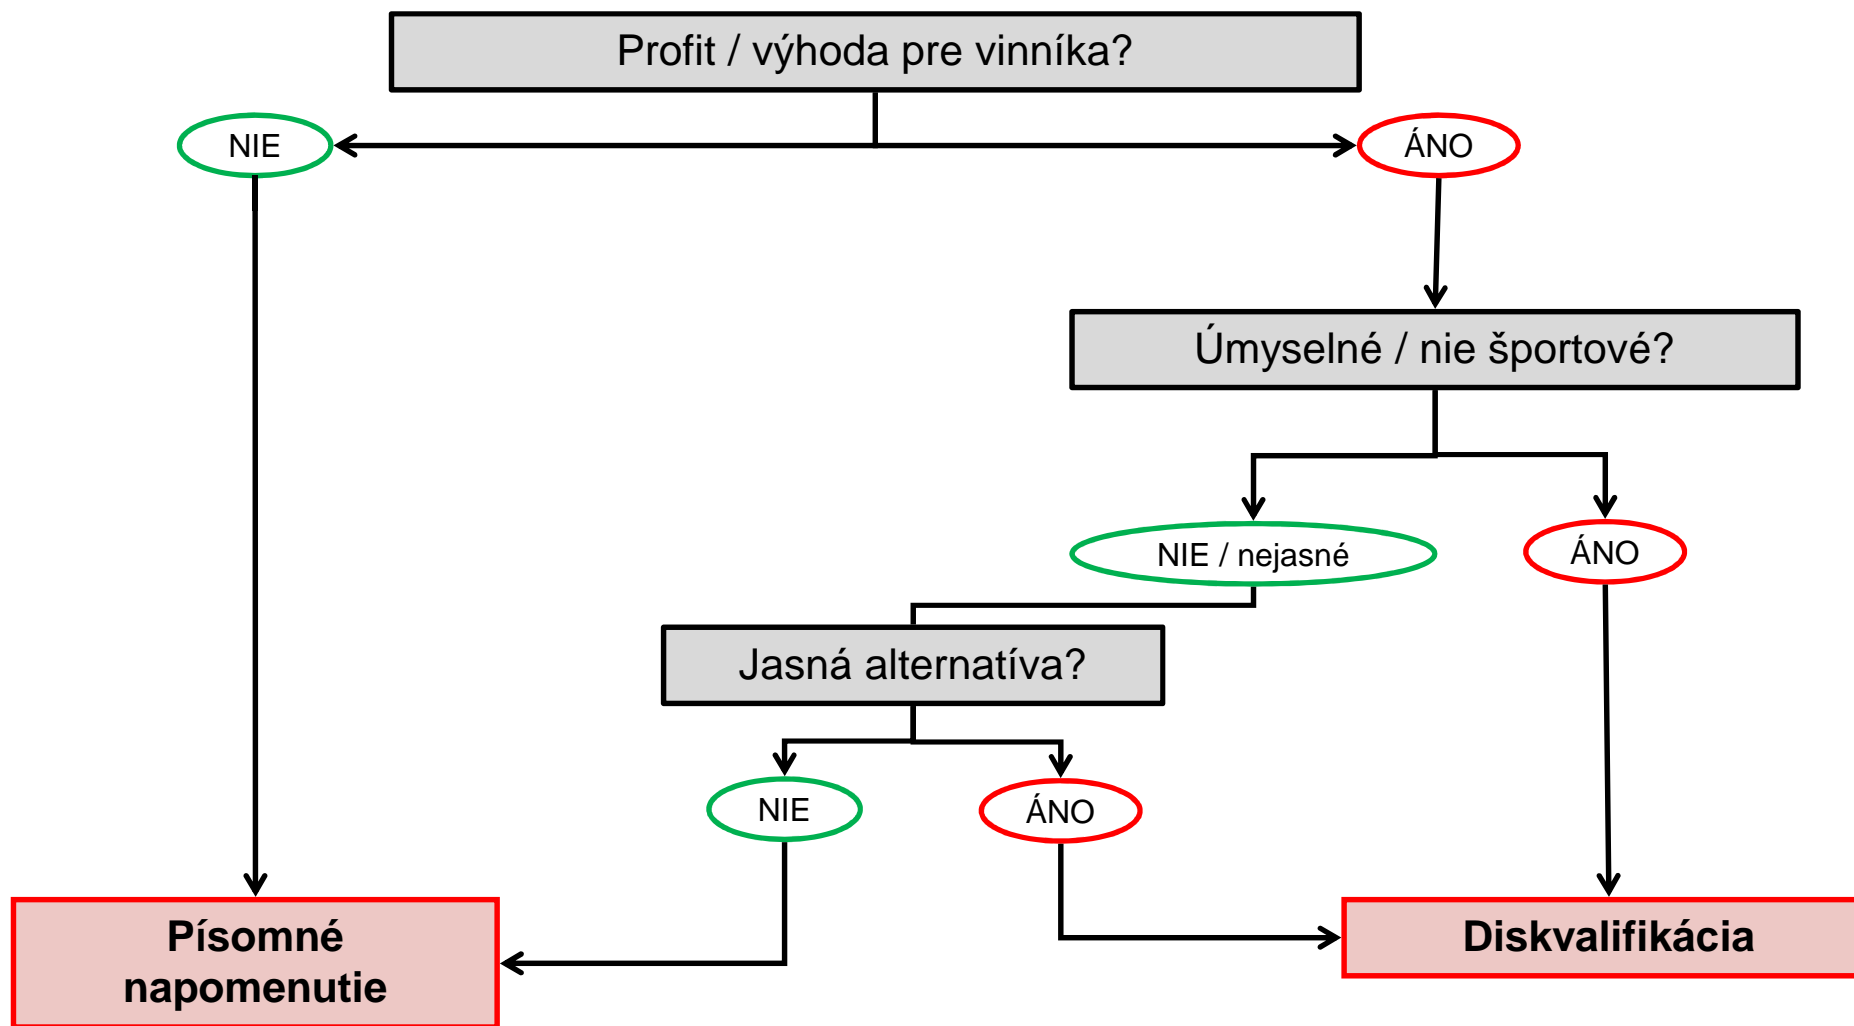 Profit / výhoda pre vinníka?
NIE
ÁNO
Úmyselné / nie športové?
NIE / nejasné
ÁNO
Jasná alternatíva?
NIE
ÁNO
Písomné
napomenutie
Diskvalifikácia